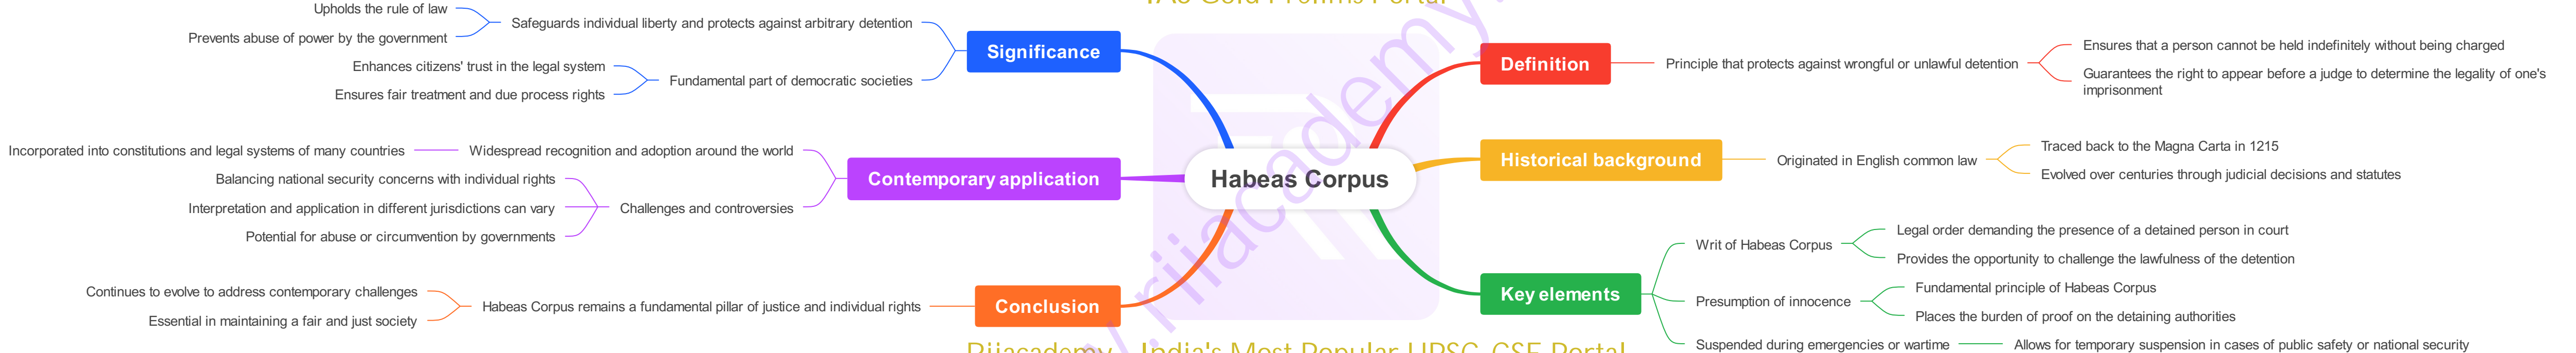 Habeas Corpus
Definition
Principle that protects against wrongful or unlawful detention
Ensures that a person cannot be held indefinitely without being charged
Guarantees the right to appear before a judge to determine the legality of one's
imprisonment
Historical background
Originated in English common law
Traced back to the Magna Carta in 1215
Evolved over centuries through judicial decisions and statutes
Key elements
Writ of Habeas Corpus
Legal order demanding the presence of a detained person in court
Provides the opportunity to challenge the lawfulness of the detention
Presumption of innocence
Fundamental principle of Habeas Corpus
Places the burden of proof on the detaining authorities
Suspended during emergencies or wartime
Allows for temporary suspension in cases of public safety or national security
Significance
Safeguards individual liberty and protects against arbitrary detention
Upholds the rule of law
Prevents abuse of power by the government
Fundamental part of democratic societies
Enhances citizens' trust in the legal system
Ensures fair treatment and due process rights
Contemporary application
Widespread recognition and adoption around the world
Incorporated into constitutions and legal systems of many countries
Challenges and controversies
Balancing national security concerns with individual rights
Interpretation and application in different jurisdictions can vary
Potential for abuse or circumvention by governments
Conclusion
Habeas Corpus remains a fundamental pillar of justice and individual rights
Continues to evolve to address contemporary challenges
Essential in maintaining a fair and just society
rijacademy
Rijacademy India's Most Popular UPSC-CSE Portal